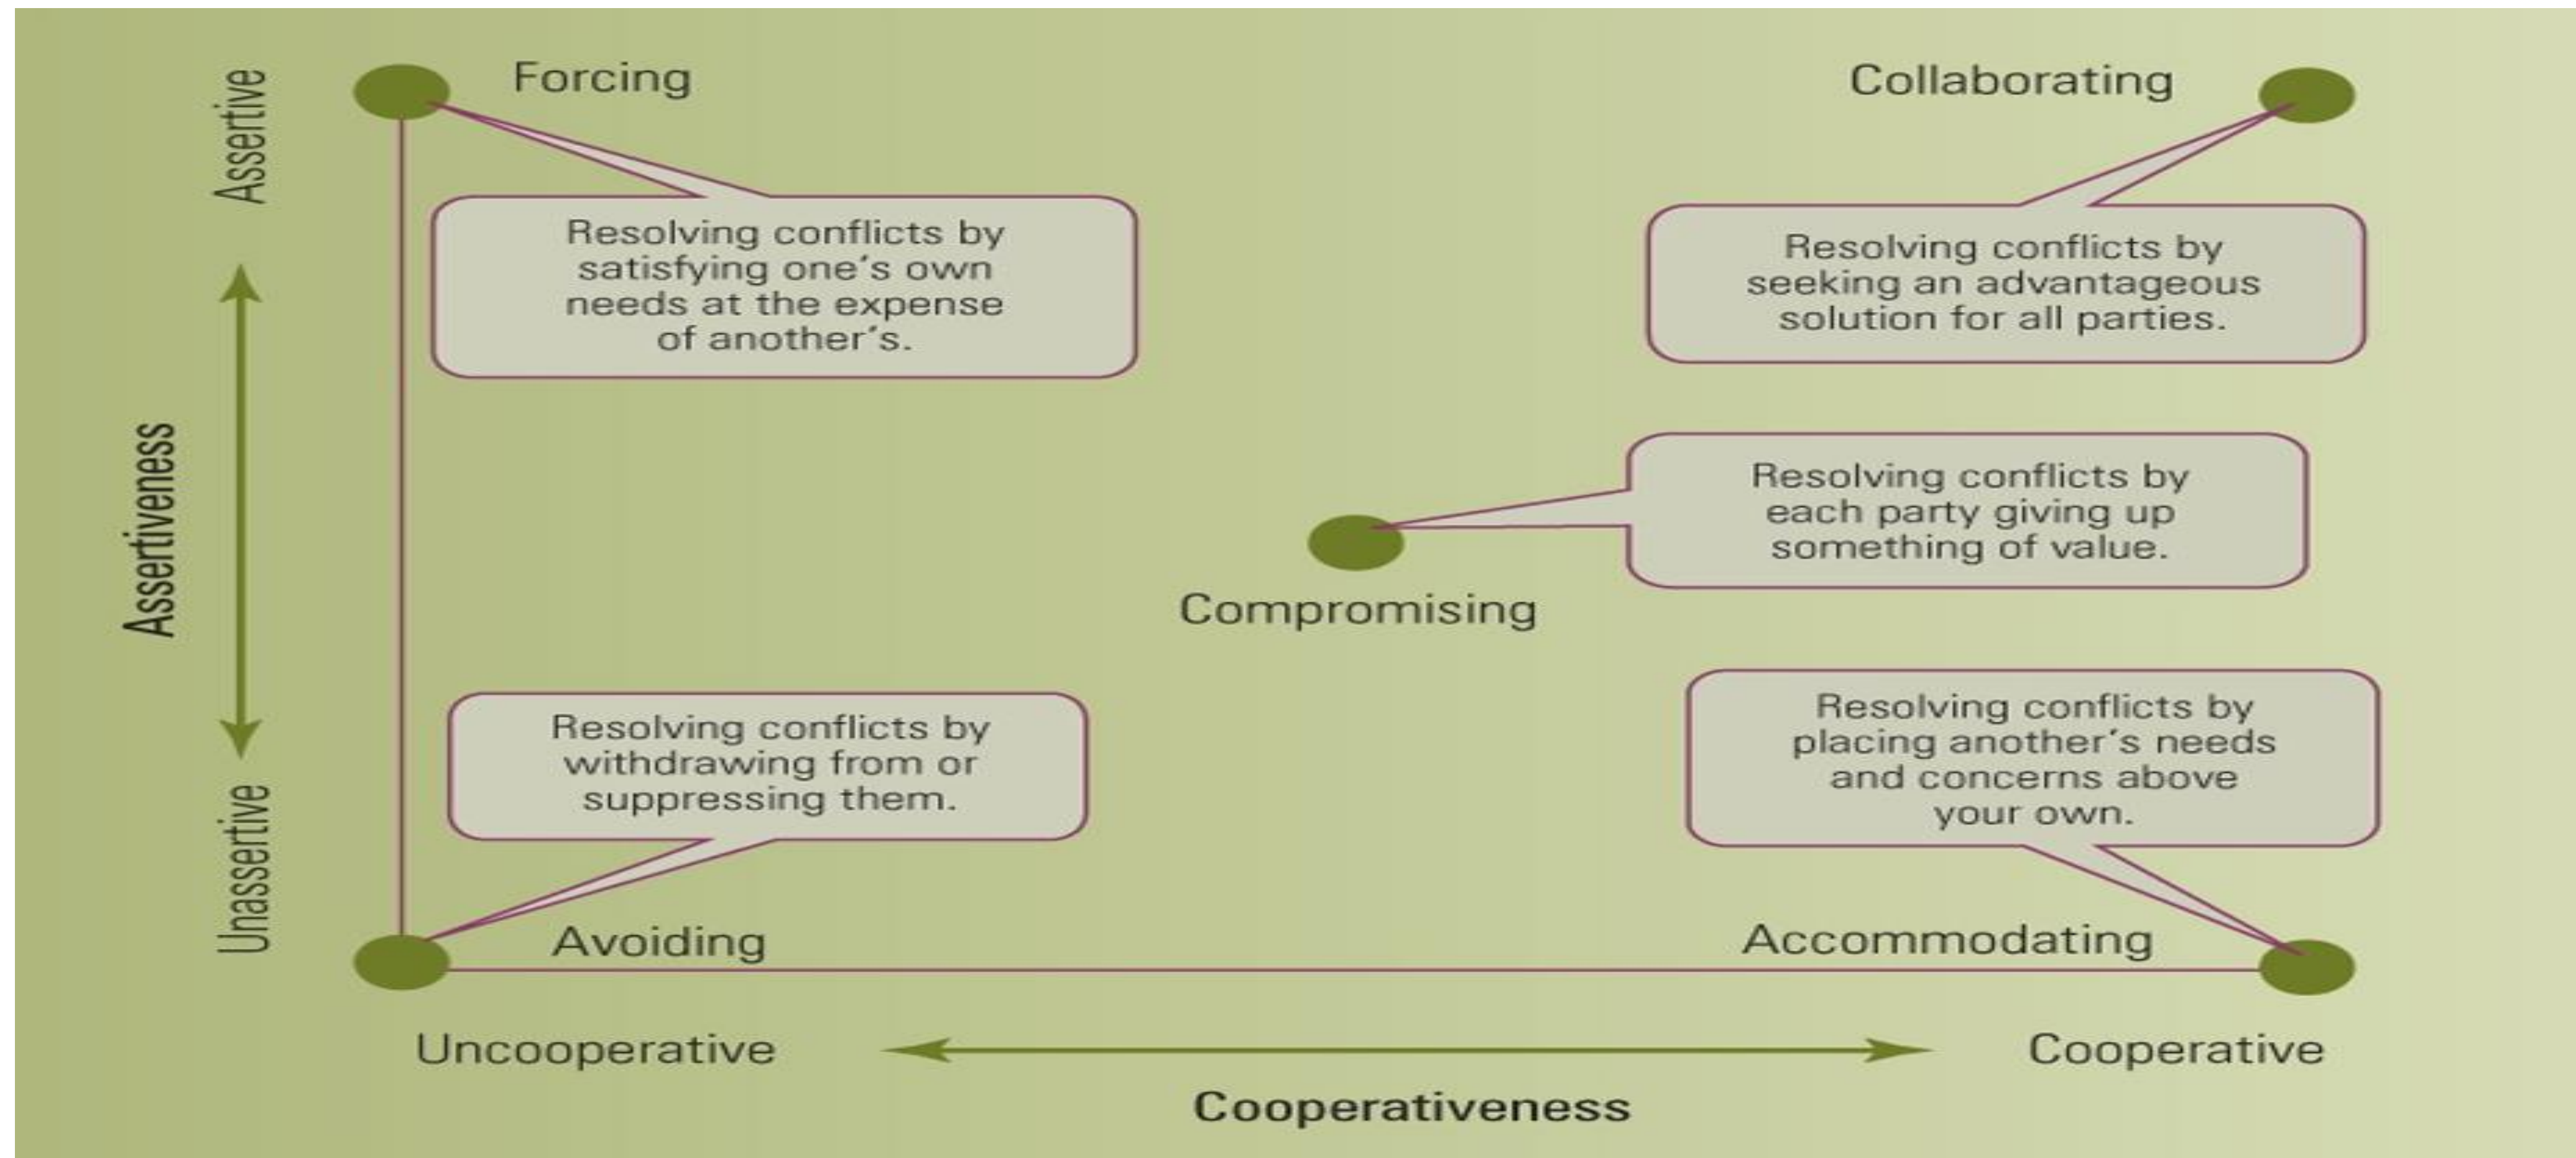 Assertive
Forcing
Collaborating
Resolving conflicts by
satisfying one's own
needs at the expense
of another's.
Resolving conflicts by
seeking an advantageous
solution for all parties.
Assertiveness
Resolving conflicts by
each party giving up
something of value.
Compromising
Resolving conflicts by
withdrawing from or
suppressing them.
Resolving conflicts by
placing another's needs
and concerns above
your own.
Unassertive
Avoiding
Accommodating
Uncooperative
Cooperative
Cooperativeness